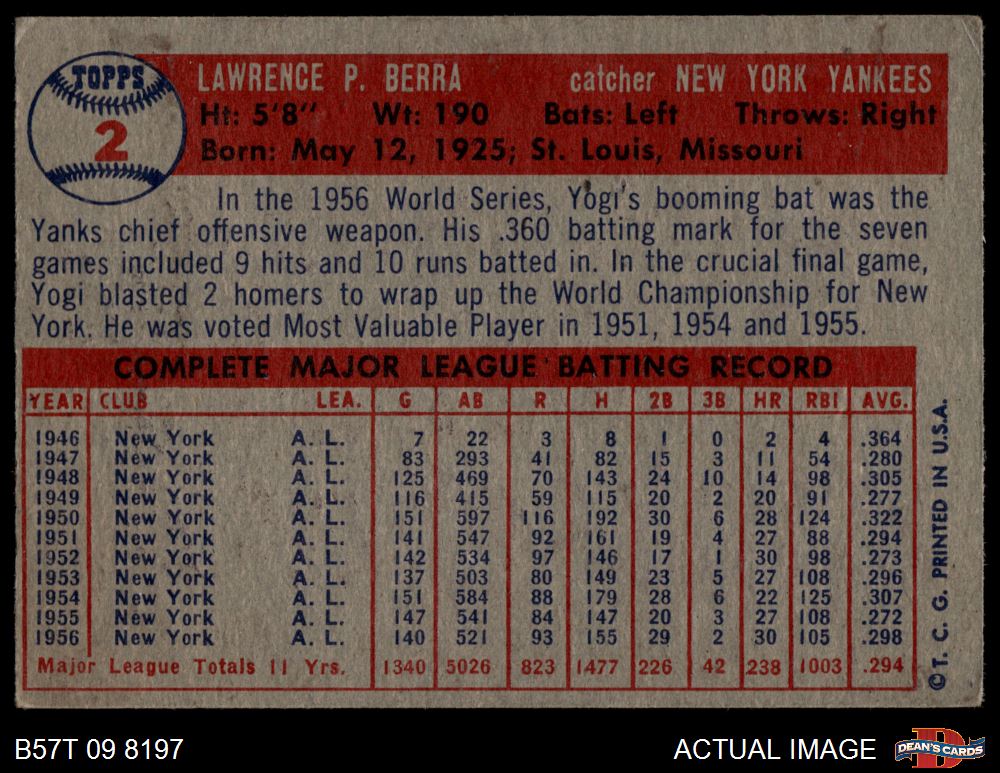 TOPPS
2
LAWRENCE P. BERRA catcher NEW YORK YANKEES
Ht: 5'8" Wt: 190 Bats: Left Throws: Right
Born: May 12, 1925; St. Louis, Missouri
In the 1956 World Series, Yogi's booming bat was the
Yanks chief offensive weapon. His .360 batting mark for the seven
games included 9 hits and 10 runs batted in. In the crucial final game,
Yogi blasted 2 homers to wrap up the World Championship for New
York. He was voted Most Valuable Player in 1951, 1954 and 1955.
COMPLETE MAJOR LEAGUE BATTING RECORD
YEAR CLUB LEA. G AB R H 2B 3B HR RBI AVG.
1946 New York A. L. 7 22 3 8 1 0 2 4 .364
1947 New York A. L. 83 293 41 82 15 3 11 54 .280
1948 New York A. L. 125 469 70 143 24 10 14 98 .305
1949 New York A. L. 116 415 59 115 20 2 20 91 .277
1950 New York A. L. 151 597 116 192 30 6 28 124 .322
1951 New York A. L. 141 547 92 161 19 4 27 88 .294
1952 New York A. L. 142 534 97 146 17 1 30 98 .273
1953 New York A. L. 137 503 80 149 23 5 27 108 .296
1954 New York A. L. 151 584 88 179 28 6 22 125 .307
1955 New York A. L. 147 541 84 147 20 3 27 108 .272
1956 New York A. L. 140 521 93 155 29 2 30 105 .298
Major League Totals 11 Yrs. 1340 5026 823 1477 226 42 238 1003 .294
©T. C. G. PRINTED IN U.S.A.
B57T 09 8197 ACTUAL IMAGE
D
DEAN'S CARDS